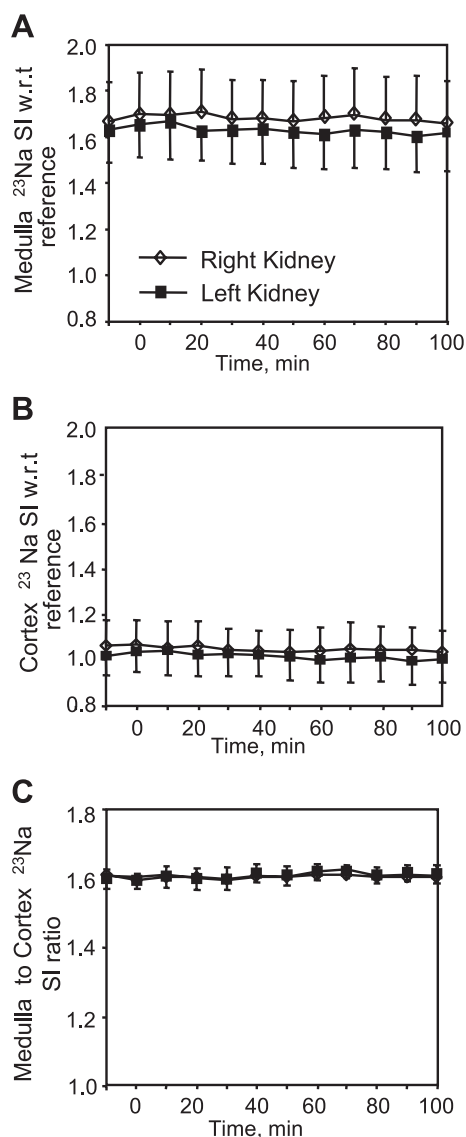 A
Medulla ²³Na SI w.r.t
reference
2.0
1.8
1.6
1.4
1.2
1.0
0.8
Right Kidney
Left Kidney
0 20 40 60 80 100
Time, min
B
Cortex ²³ Na SI w.r.t
reference
2.0
1.8
1.6
1.4
1.2
1.0
0.8
0 20 40 60 80 100
Time, min
C
Medulla to Cortex ²³Na
SI ratio
1.8
1.6
1.4
1.2
1.0
0 20 40 60 80 100
Time, min